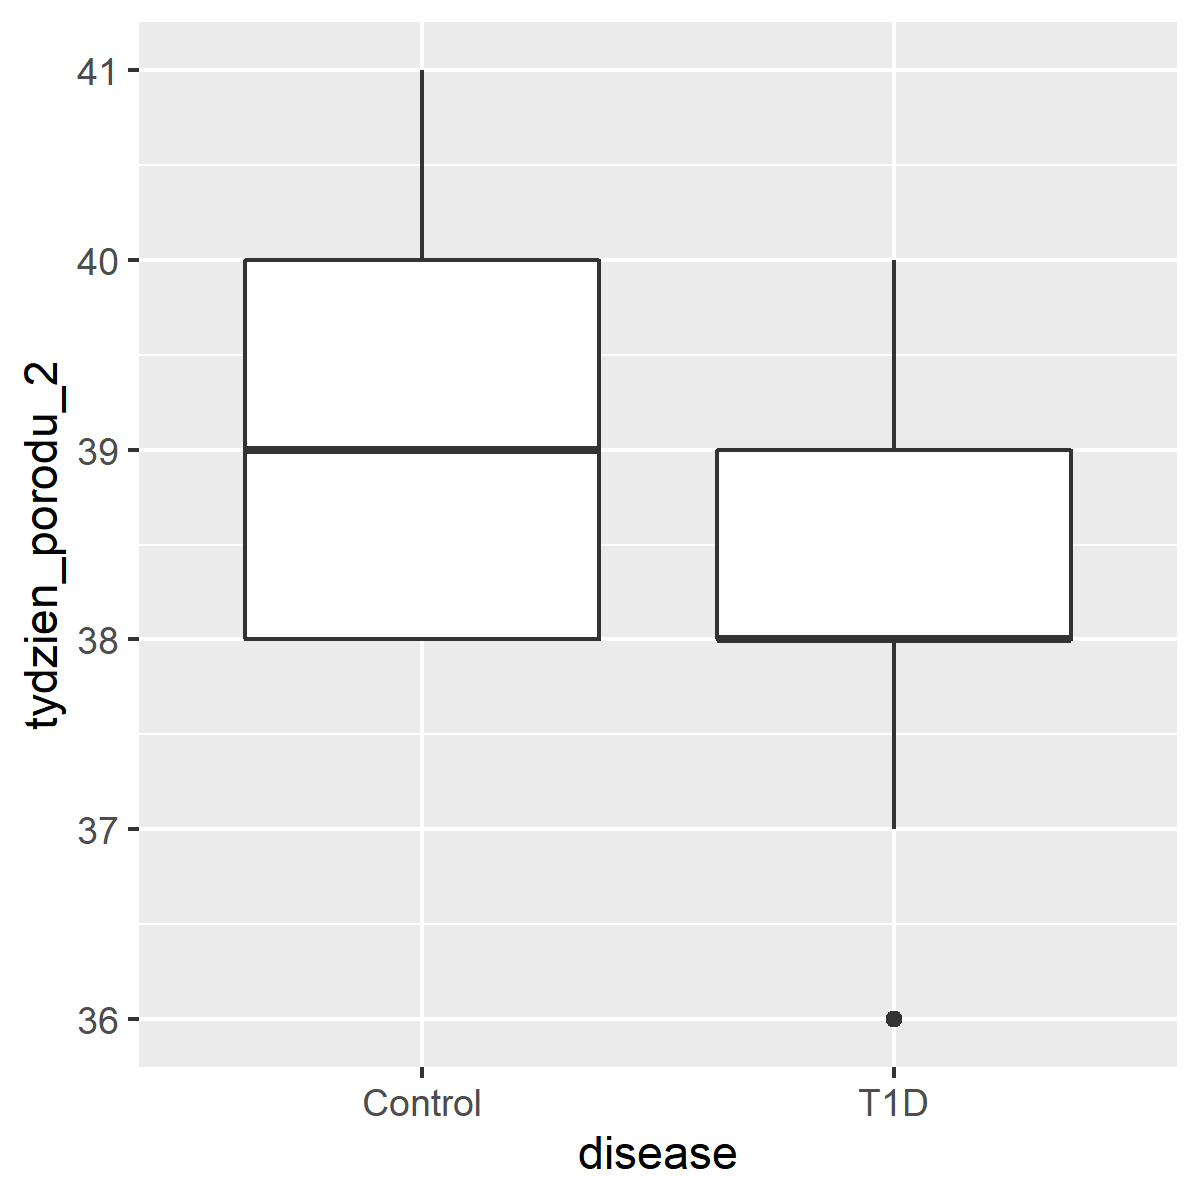 41
40
39
38
37
36
tydzien_porodu_2
Control
T1D
disease